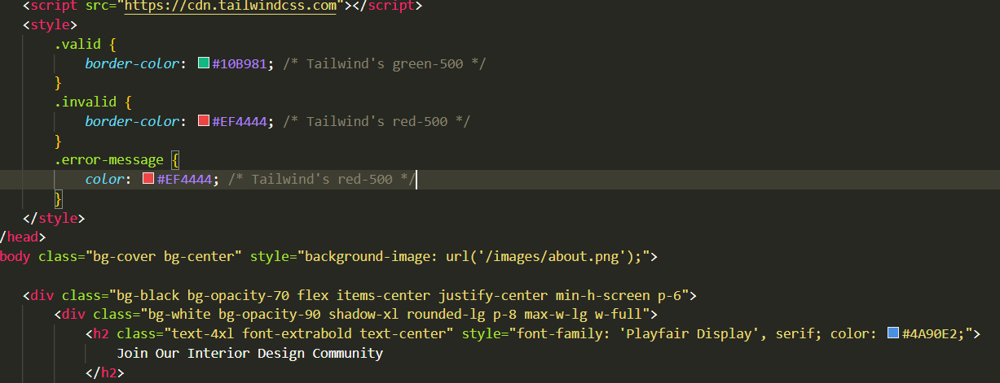 <script src="https://cdn.tailwindcss.com"></script>
<style>
.valid {
border-color: #10B981; /* Tailwind's green-500 */
}
.invalid {
border-color: #EF4444; /* Tailwind's red-500 */
}
.error-message {
color: #EF4444; /* Tailwind's red-500 */
}
</style>
/head>
body class="bg-cover bg-center" style="background-image: url('/images/about.png');">
<div class="bg-black bg-opacity-70 flex items-center justify-center min-h-screen p-6">
<div class="bg-white bg-opacity-90 shadow-xl rounded-lg p-8 max-w-lg w-full">
<h2 class="text-4xl font-extrabold text-center" style="font-family: 'Playfair Display', serif; color: #4A90E2;">
Join Our Interior Design Community
</h2>